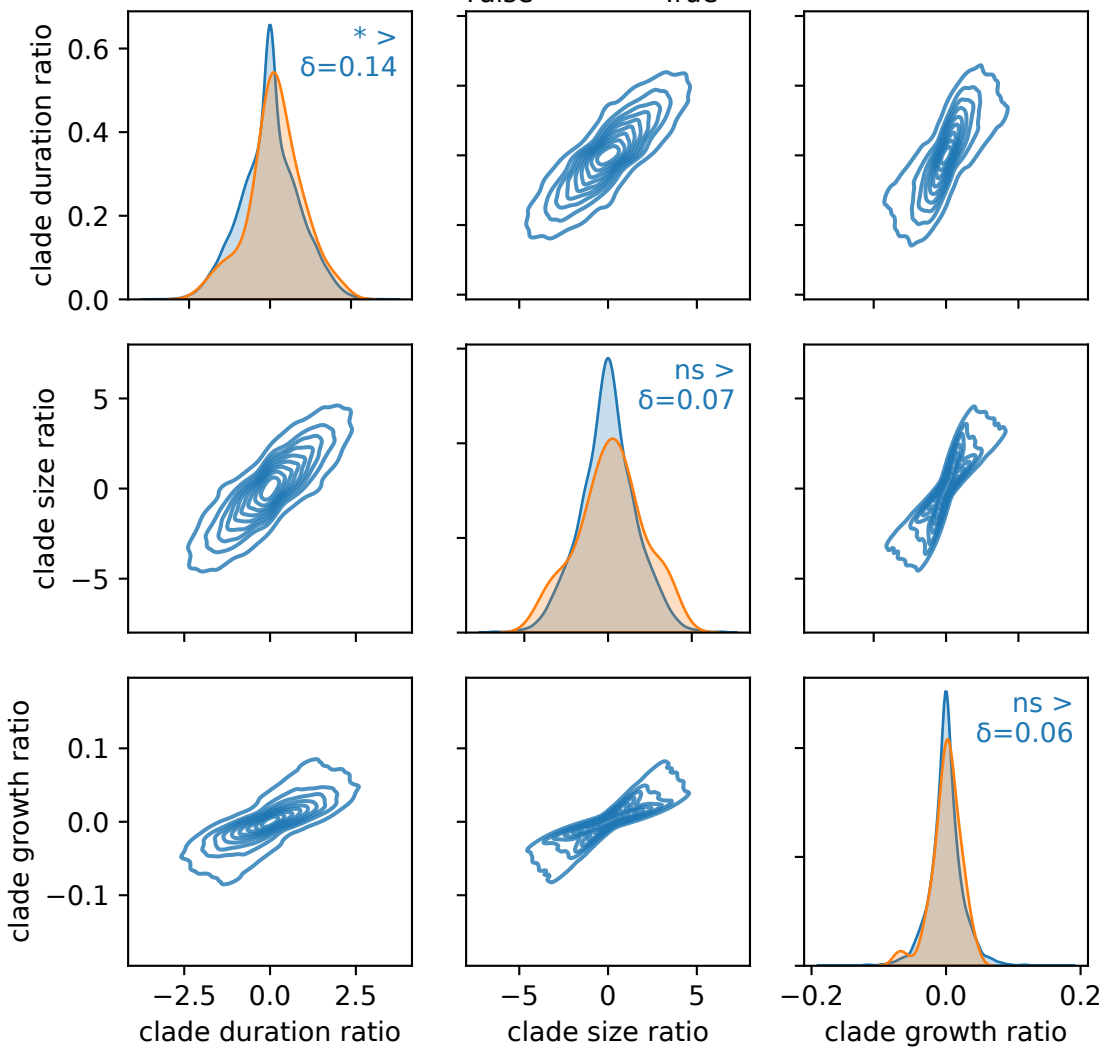 True
clade duration ratio
0.6
0.4
0.2
0.0
* >
δ=0.14
clade size ratio
5
0
−5
ns >
δ=0.07
clade growth ratio
0.1
0.0
−0.1
ns >
δ=0.06
−2.5 0.0 2.5
−5 0 5
−0.2 0.0 0.2
clade duration ratio
clade size ratio
clade growth ratio